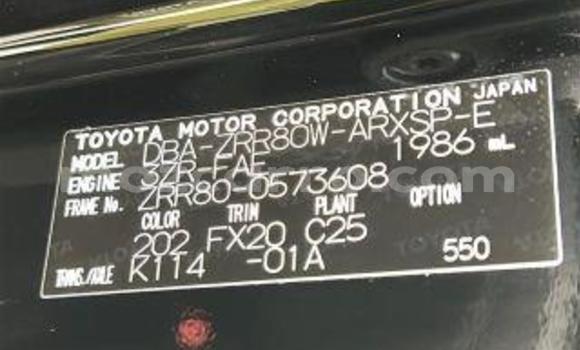 TOYOTA MOTOR CORPORATION JAPAN
MODEL DBA-ZRR80W-ARXSP-E
ENGINE 3ZR-FAE 1986 mL
FRAME No. ZRR80-0573608
COLOR TRIM PLANT OPTION
202 FX20 C25
TRANS./AXLE K114 -01A 550